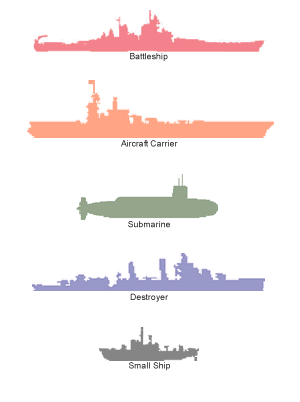 Battleship
Aircraft Carrier
Submarine
Destroyer
Small Ship